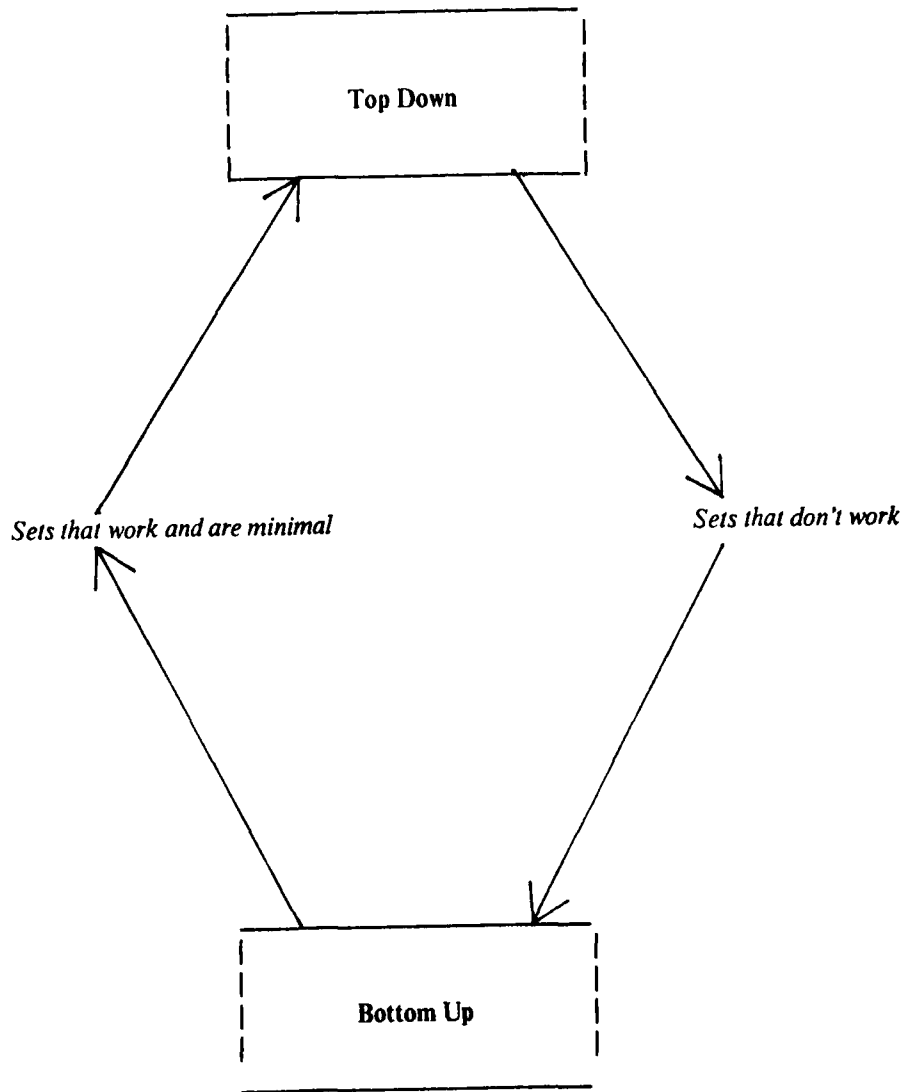 Top Down
Sets that work and are minimal
Sets that don't work
Bottom Up